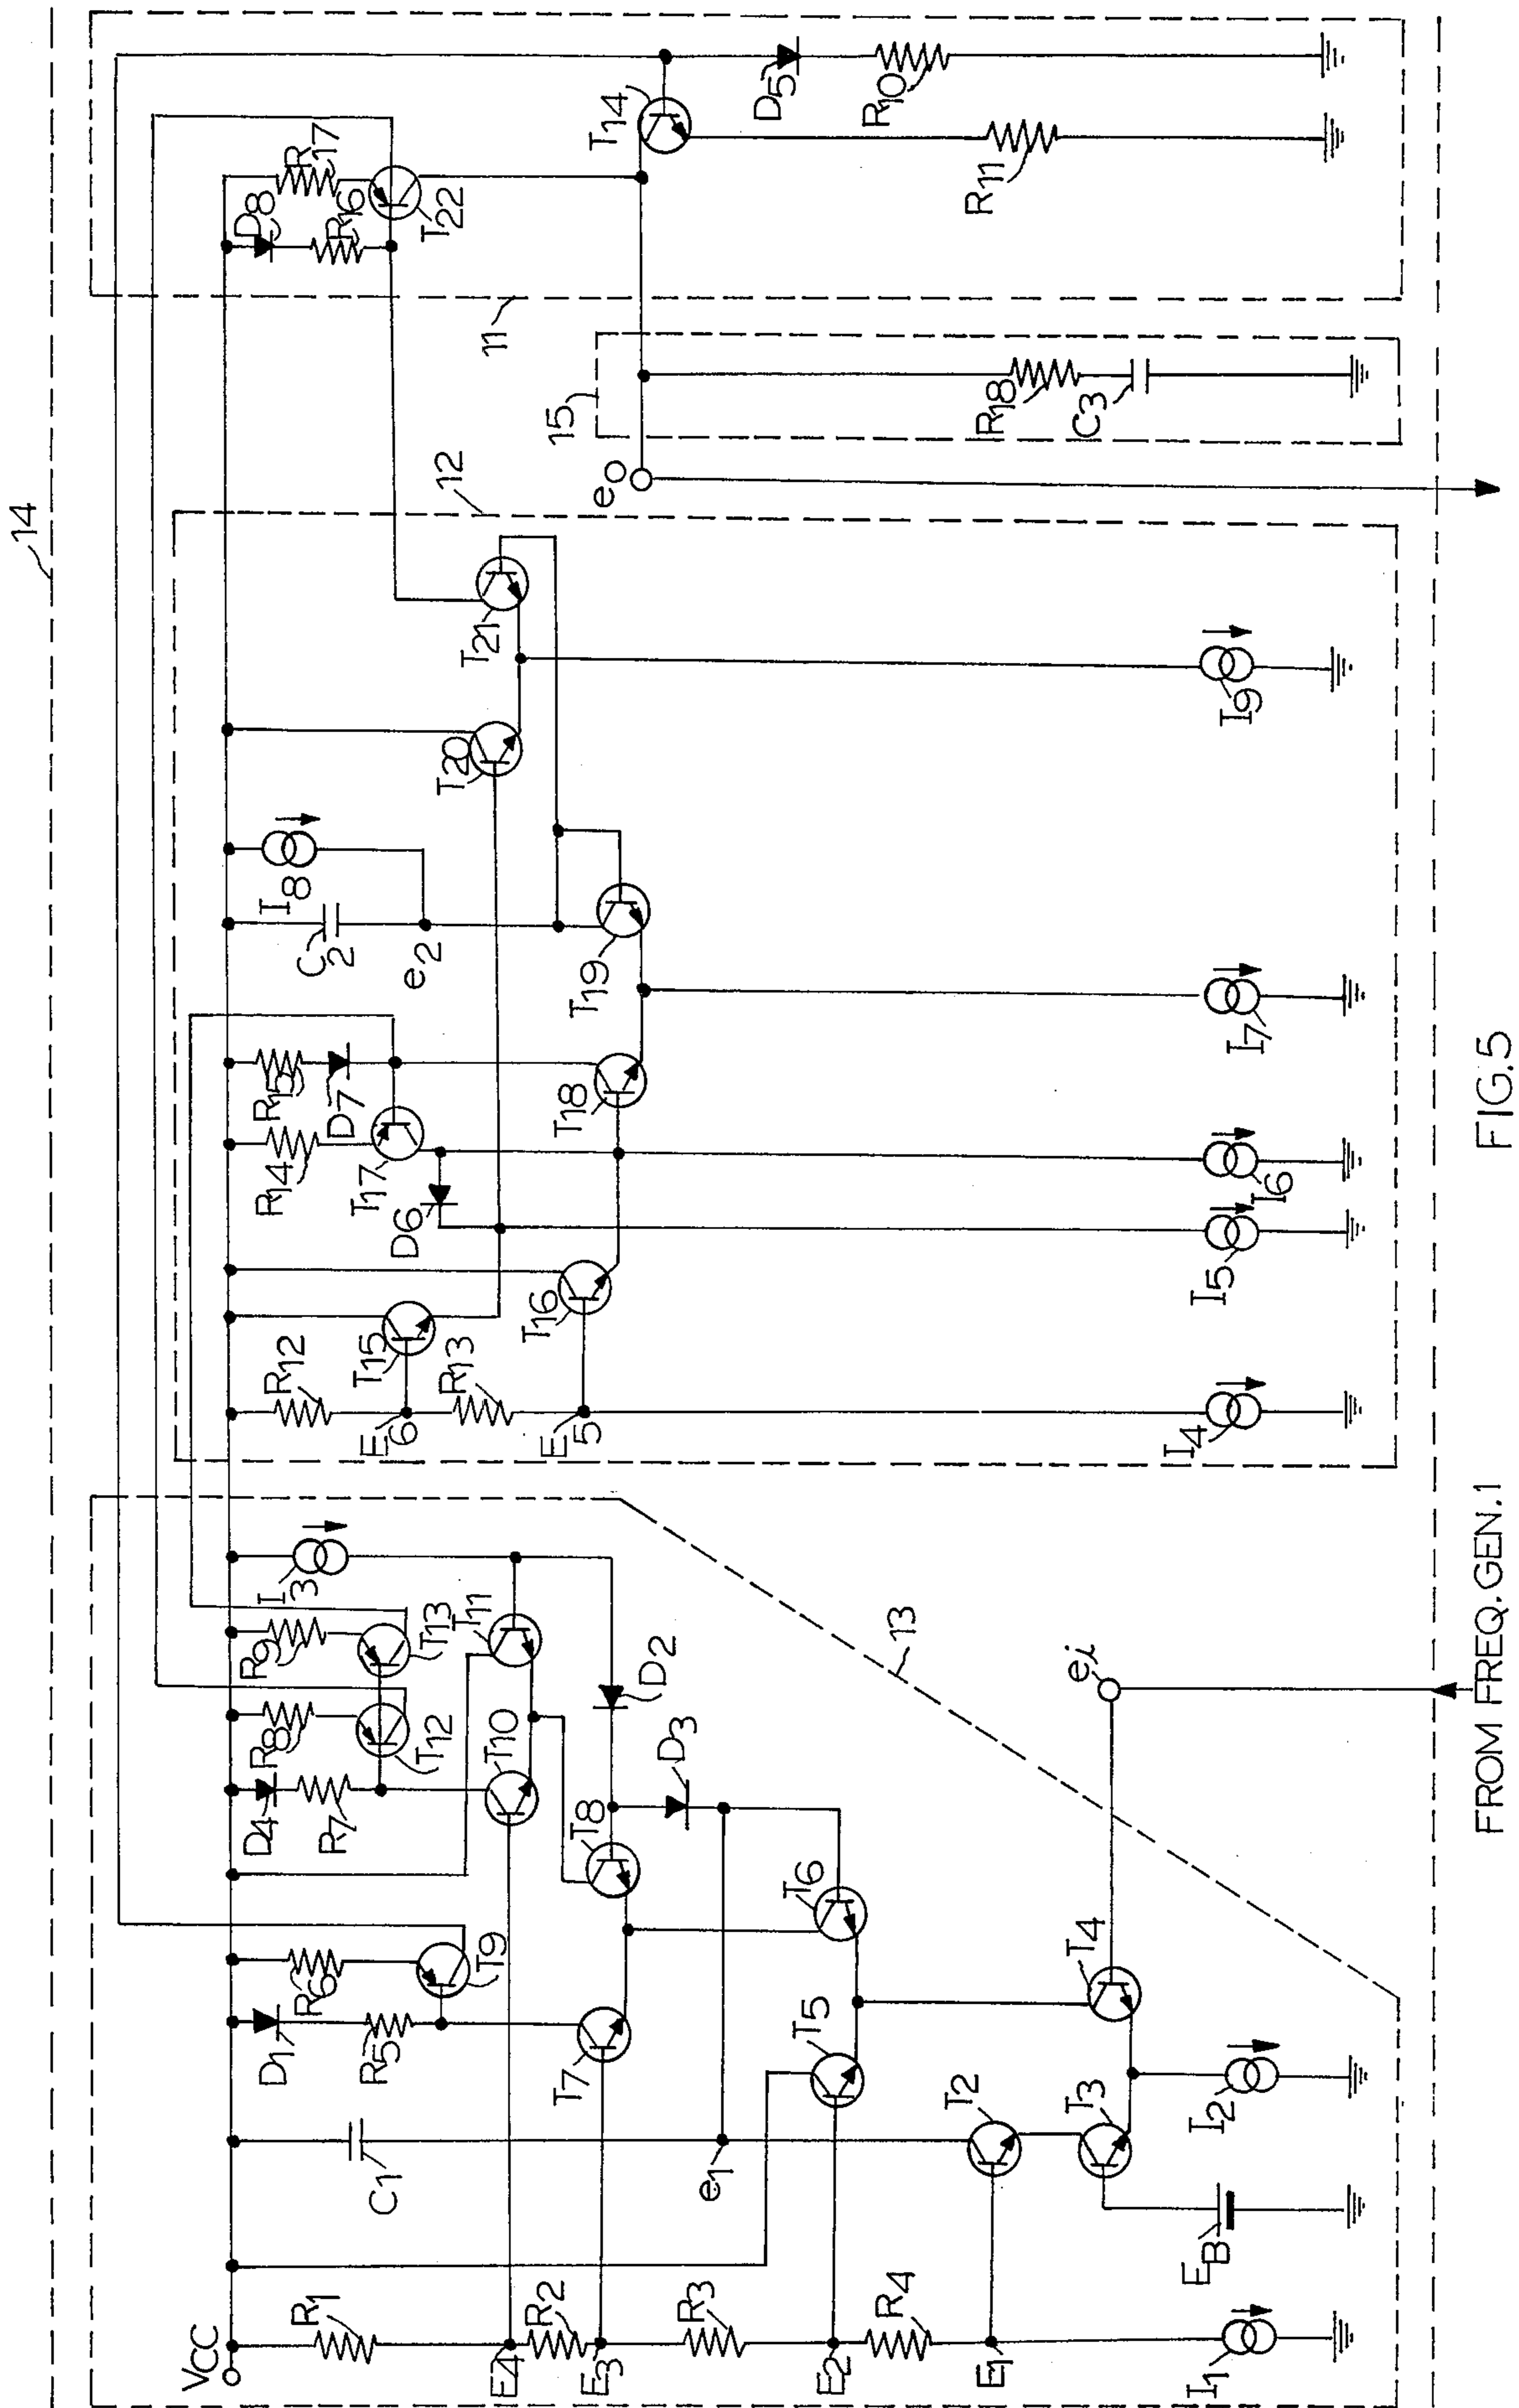 14
VCC
R1
E4
R2
E3
R3
E2
R4
E1
I1
C1
e1
D1
R5
R6
T9
T7
D4
R7
R8
T12
R9
T13
T10
T11
I3
T8
D2
D3
T5
T6
T2
T3
T4
EB
I2
ei
13
FROM FREQ. GEN. 1
R12
E6
R13
E5
T15
T16
I4
I5
I6
D6
R14
T17
R15
D7
T18
T19
C2
e2
I8
I7
T20
T21
I9
12
eo
15
R18
C3
11
D8
R16
R17
T22
T14
R11
D5
R10
FIG.5